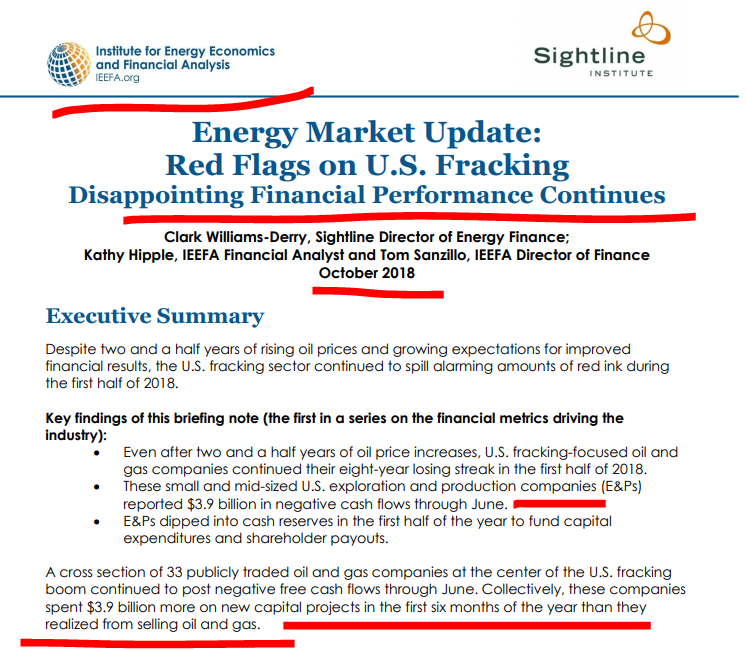 Institute for Energy Economics
and Financial Analysis
IEEFA.org
Sightline
INSTITUTE
Energy Market Update:
Red Flags on U.S. Fracking
Disappointing Financial Performance Continues
Clark Williams-Derry, Sightline Director of Energy Finance;
Kathy Hipple, IEEFA Financial Analyst and Tom Sanzillo, IEEFA Director of Finance
October 2018
Executive Summary
Despite two and a half years of rising oil prices and growing expectations for improved
financial results, the U.S. fracking sector continued to spill alarming amounts of red ink during
the first half of 2018.
Key findings of this briefing note (the first in a series on the financial metrics driving the
industry):
• Even after two and a half years of oil price increases, U.S. fracking-focused oil and
gas companies continued their eight-year losing streak in the first half of 2018.
• These small and mid-sized U.S. exploration and production companies (E&Ps)
reported $3.9 billion in negative cash flows through June.
• E&Ps dipped into cash reserves in the first half of the year to fund capital
expenditures and shareholder payouts.
A cross section of 33 publicly traded oil and gas companies at the center of the U.S. fracking
boom continued to post negative free cash flows through June. Collectively, these companies
spent $3.9 billion more on new capital projects in the first six months of the year than they
realized from selling oil and gas.